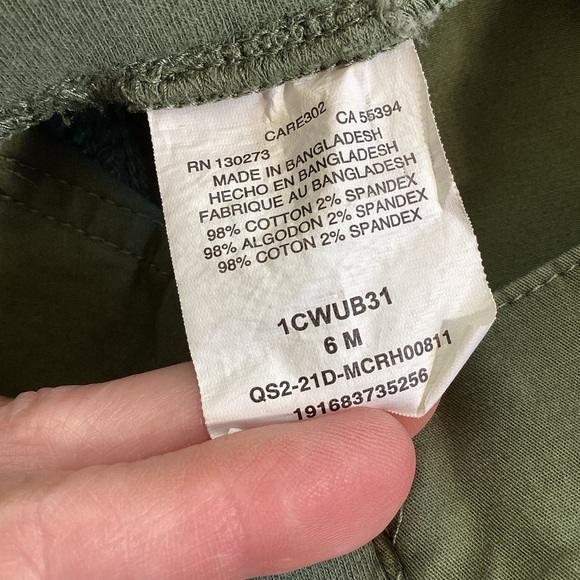 CARE302
RN 130273 CA 55394
MADE IN BANGLADESH
HECHO EN BANGLADESH
FABRIQUE AU BANGLADESH
98% COTTON 2% SPANDEX
98% ALGODON 2% SPANDEX
98% COTON 2% SPANDEX
1CWUB31
6 M
QS2-21D-MCRH00811
191683735256